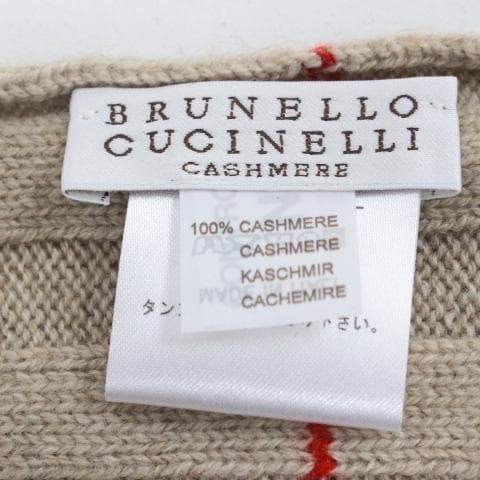 BRUNELLO
CUCINELLI
CASHMERE
100% CASHMERE
CASHMERE
KASCHMIR
CACHEMIRE
タン
さい。